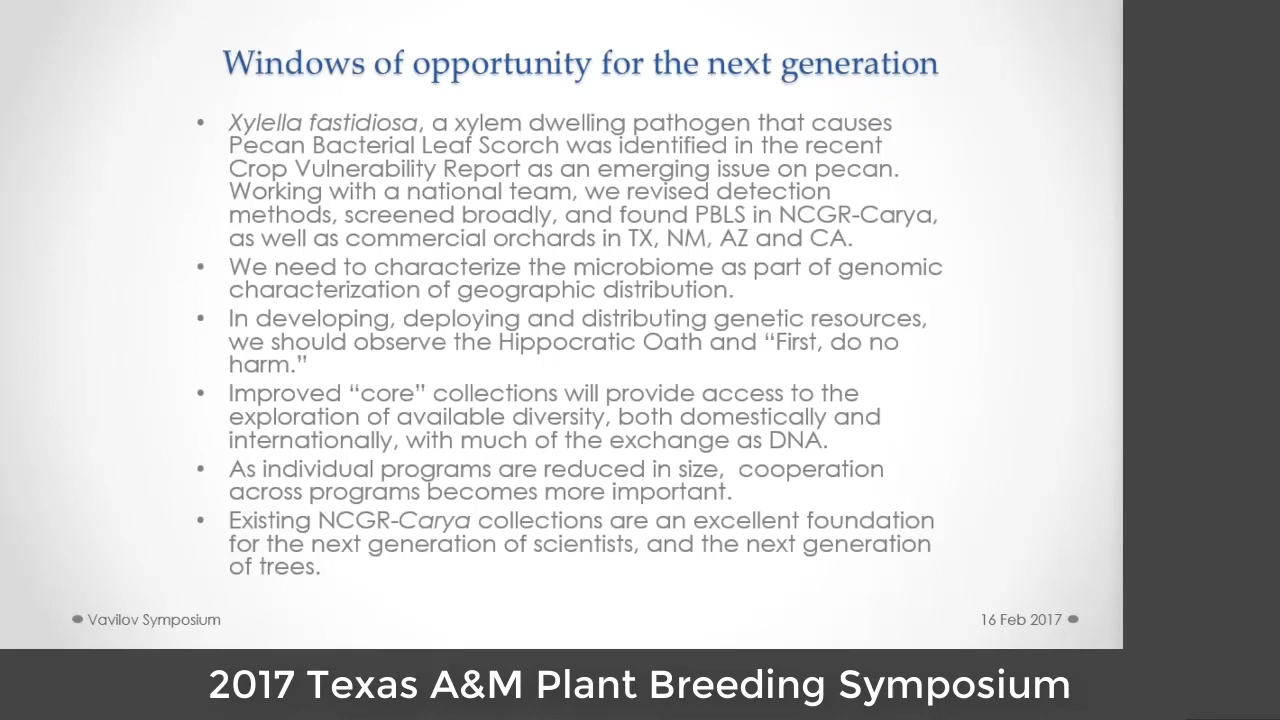 Windows of opportunity for the next generation
• Xylella fastidiosa, a xylem dwelling pathogen that causes
Pecan Bacterial Leaf Scorch was identified in the recent
Crop Vulnerability Report as an emerging issue on pecan.
Working with a national team, we revised detection
methods, screened broadly, and found PBLS in NCGR-Carya,
as well as commercial orchards in TX, NM, AZ and CA.
• We need to characterize the microbiome as part of genomic
characterization of geographic distribution.
• In developing, deploying and distributing genetic resources,
we should observe the Hippocratic Oath and “First, do no
harm.”
• Improved “core” collections will provide access to the
exploration of available diversity, both domestically and
internationally, with much of the exchange as DNA.
• As individual programs are reduced in size,  cooperation
across programs becomes more important.
• Existing NCGR-Carya collections are an excellent foundation
for the next generation of scientists, and the next generation
of trees.
Vavilov Symposium
16 Feb 2017
2017 Texas A&M Plant Breeding Symposium